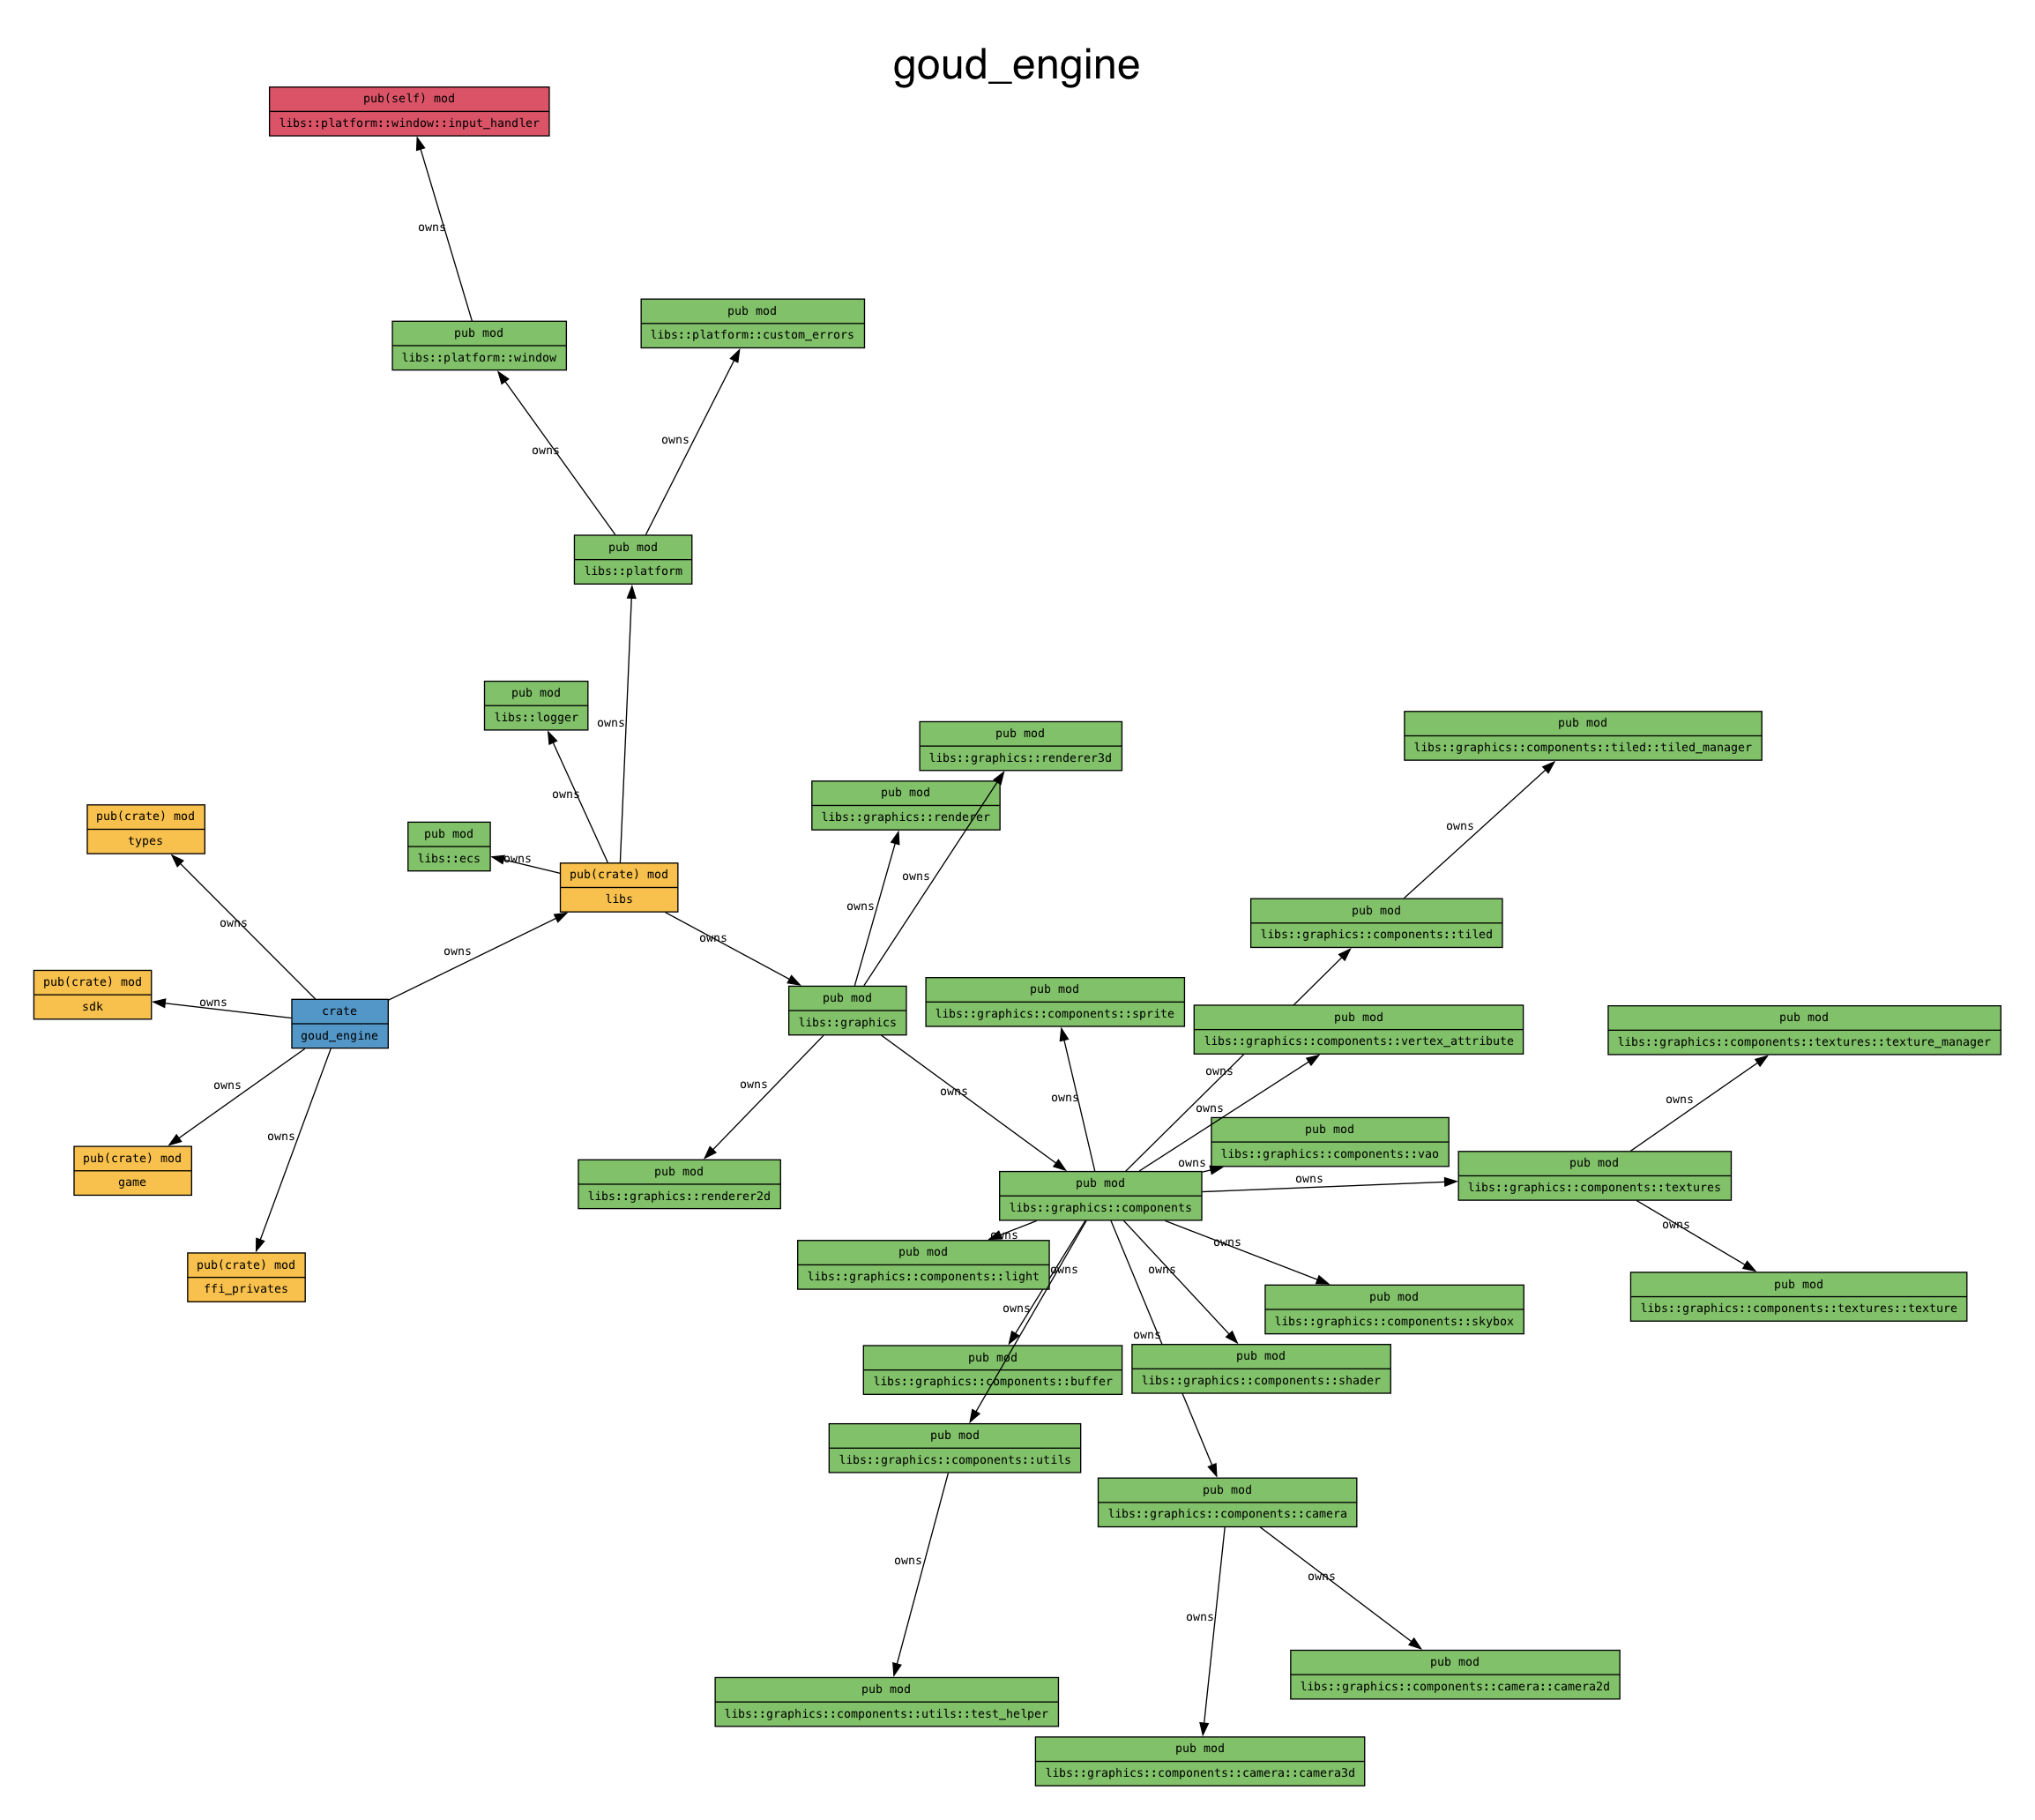 goud_engine
pub(self) mod
libs::platform::window::input_handler
owns
pub mod
libs::platform::custom_errors
pub mod
libs::platform::window
owns
owns
pub mod
libs::platform
pub mod
libs::logger
owns
pub mod
libs::graphics::renderer3d
pub mod
libs::graphics::components::tiled::tiled_manager
pub mod
libs::graphics::renderer
owns
pub(crate) mod
types
pub mod
libs::ecs
owns
owns
pub(crate) mod
libs
owns
owns
owns
owns
owns
owns
pub mod
libs::graphics::components::tiled
pub(crate) mod
sdk
owns
crate
goud_engine
pub mod
libs::graphics
pub mod
libs::graphics::components::sprite
pub mod
libs::graphics::components::vertex_attribute
pub mod
libs::graphics::components::textures::texture_manager
owns
owns
owns
owns
owns
owns
owns
owns
pub(crate) mod
game
pub mod
libs::graphics::renderer2d
pub mod
libs::graphics::components::vao
owns
pub mod
libs::graphics::components
owns
pub mod
libs::graphics::components::textures
owns
owns
owns
pub(crate) mod
ffi_privates
pub mod
libs::graphics::components::light
owns
owns
pub mod
libs::graphics::components::skybox
pub mod
libs::graphics::components::textures::texture
owns
owns
pub mod
libs::graphics::components::buffer
pub mod
libs::graphics::components::shader
pub mod
libs::graphics::components::utils
pub mod
libs::graphics::components::camera
owns
owns
owns
pub mod
libs::graphics::components::utils::test_helper
pub mod
libs::graphics::components::camera::camera2d
pub mod
libs::graphics::components::camera::camera3d